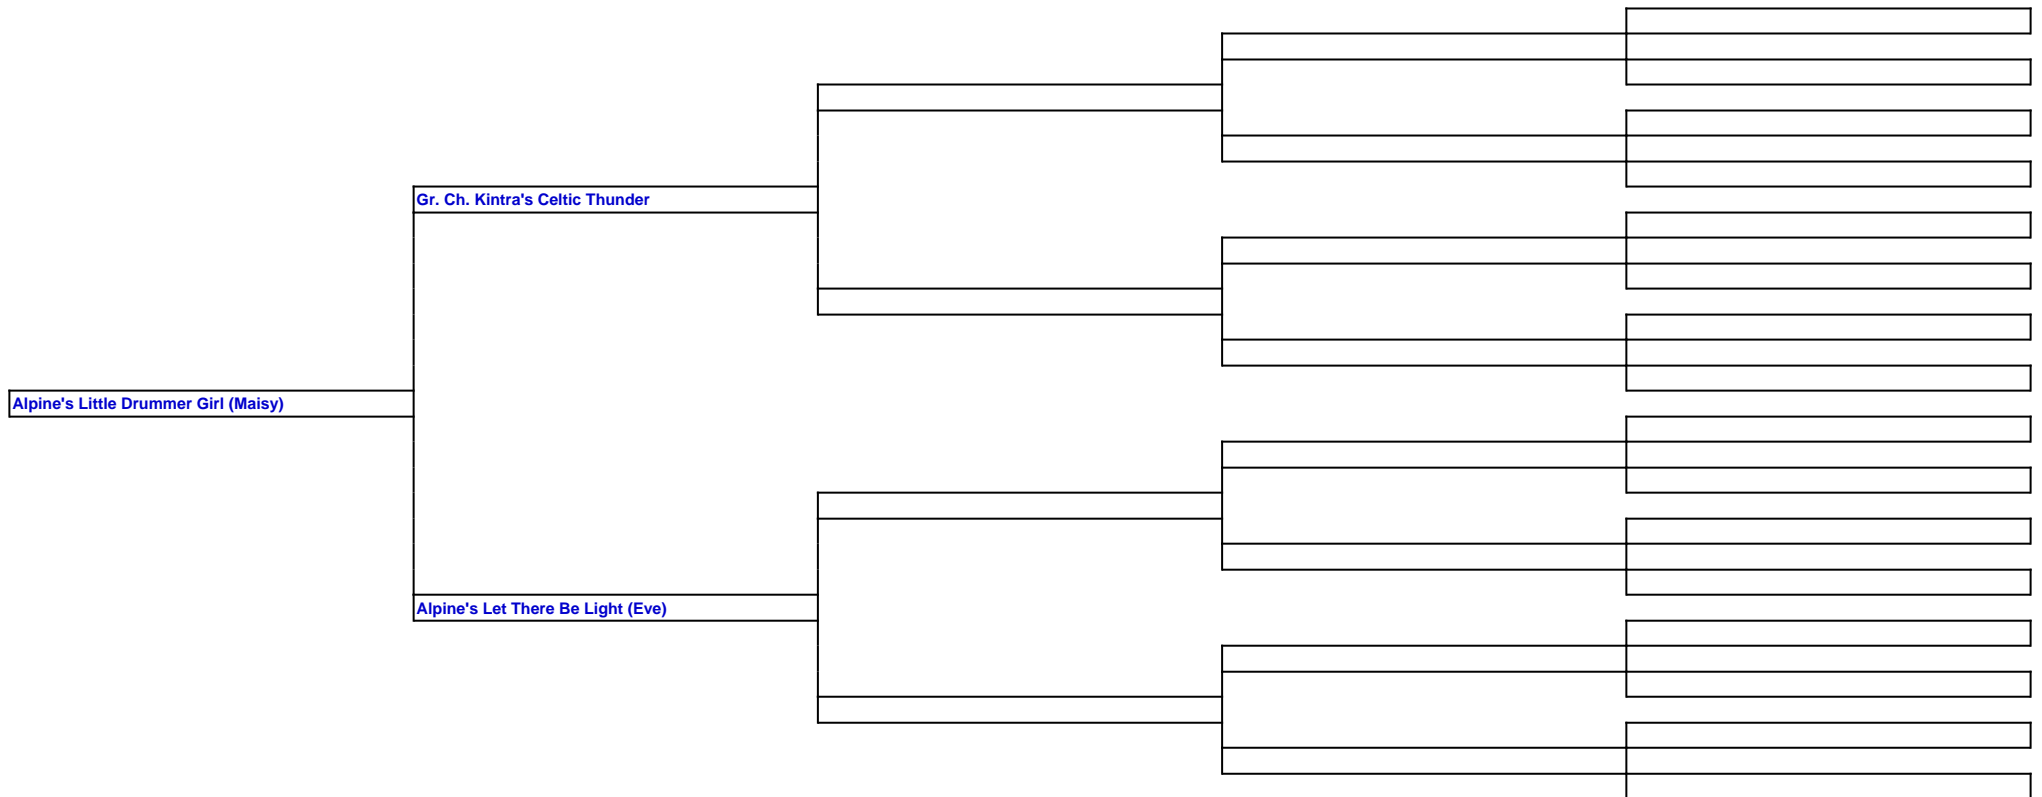 Gr. Ch. Kintra's Celtic Thunder
Alpine's Little Drummer Girl (Maisy)
Alpine's Let There Be Light (Eve)